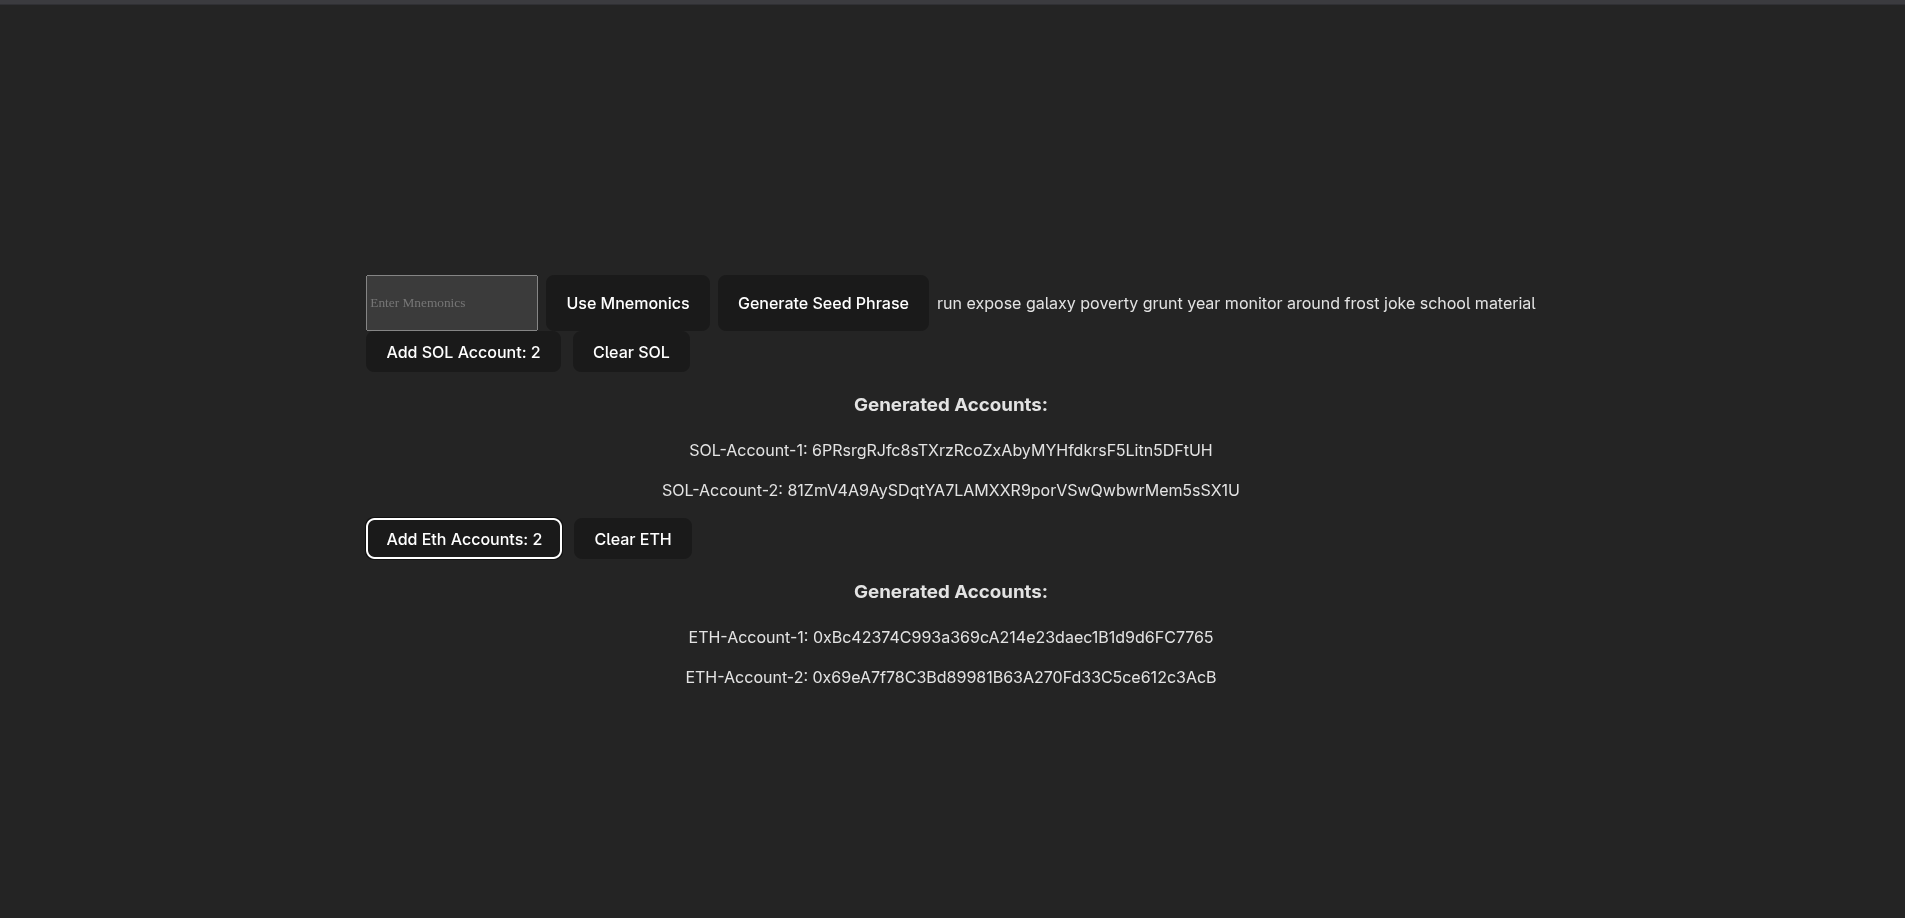 Enter Mnemonics Use Mnemonics Generate Seed Phrase run expose galaxy poverty grunt year monitor around frost joke school material
Add SOL Account: 2 Clear SOL
Generated Accounts:
SOL-Account-1: 6PRsrgRJfc8sTXrzRcoZxAbyMYHfdkrsF5Litn5DFtUH
SOL-Account-2: 81ZmV4A9AySDqtYA7LAMXXR9porVSwQwbwrMem5sSX1U
Add Eth Accounts: 2 Clear ETH
Generated Accounts:
ETH-Account-1: 0xBc42374C993a369cA214e23daec1B1d9d6FC7765
ETH-Account-2: 0x69eA7f78C3Bd89981B63A270Fd33C5ce612c3AcB